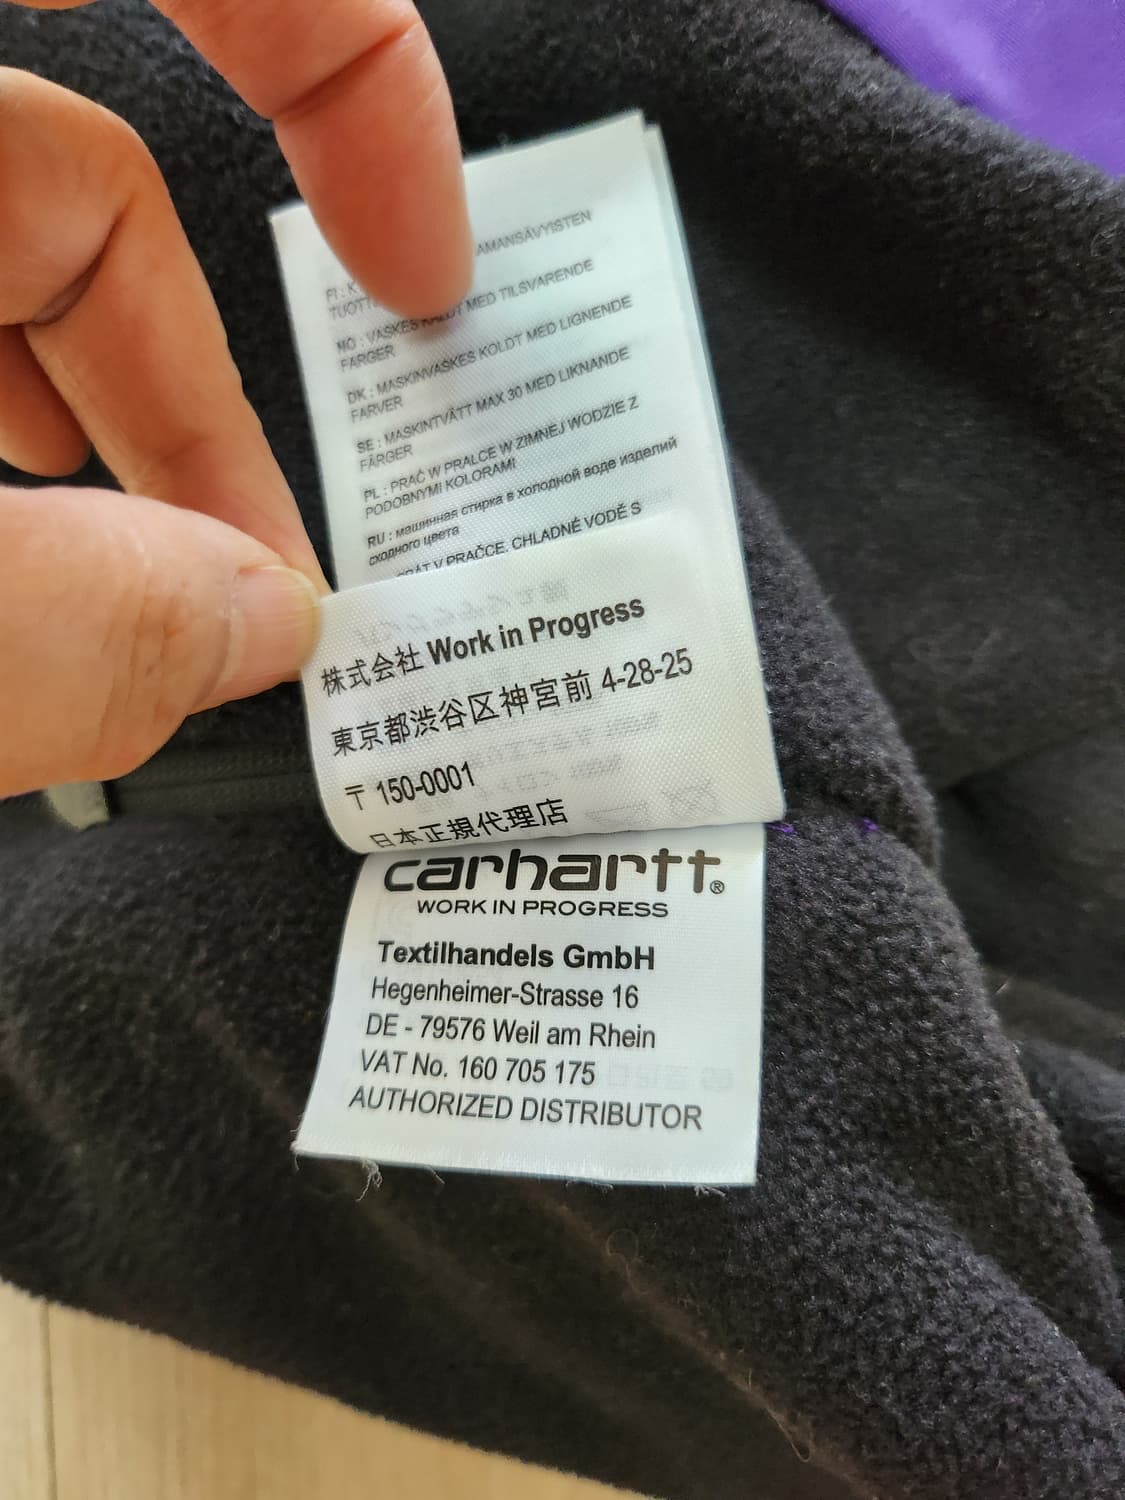 AMANSÄVYISTEN
NO : VASKES KALDT MED TILSVARENDE
FARGER
DK : MASKINVASKES KOLDT MED LIGNENDE
FARVER
SE : MASKINTVÄTT MAX 30 MED LIKNANDE
FÄRGER
PL : PRAĆ W PRALCE W ZIMNEJ WODZIE Z
PODOBNYMI KOLORAMI
RU : машинная стирка в холодной воде изделий
сходного цвета
V PRAČCE. CHLADNÉ VODĚ S
株式会社 Work in Progress
東京都渋谷区神宮前 4-28-25
〒 150-0001
日本正規代理店
carhartt®
WORK IN PROGRESS
Textilhandels GmbH
Hegenheimer-Strasse 16
DE - 79576 Weil am Rhein
VAT No. 160 705 175
AUTHORIZED DISTRIBUTOR